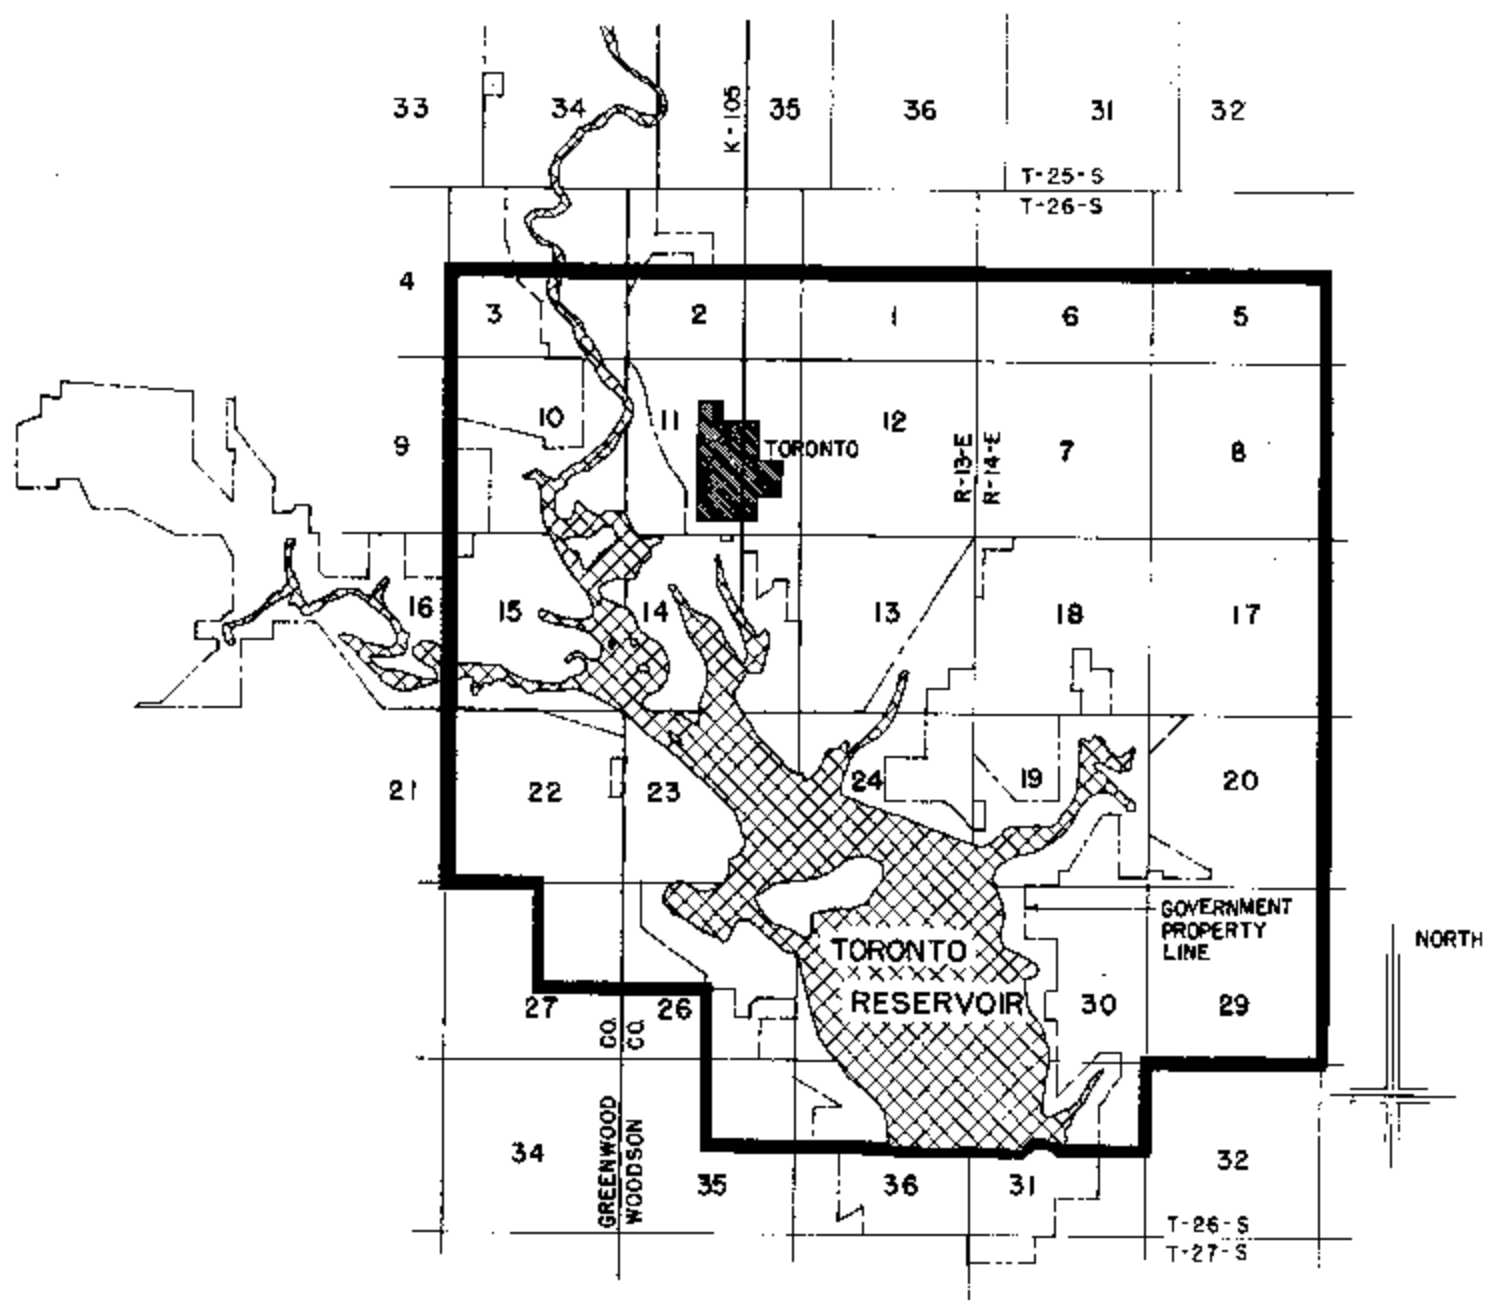 33
34
K-105
35
36
31
32
T-25-S
T-26-S
4
3
2
1
6
5
9
10
11
TORONTO
12
R-13-E
R-14-E
7
8
16
15
14
13
18
17
21
22
23
24
19
20
GOVERNMENT
PROPERTY
LINE
NORTH
TORONTO
RESERVOIR
27
26
30
29
GREENWOOD CO.
WOODSON CO.
34
35
36
31
32
T-26-S
T-27-S